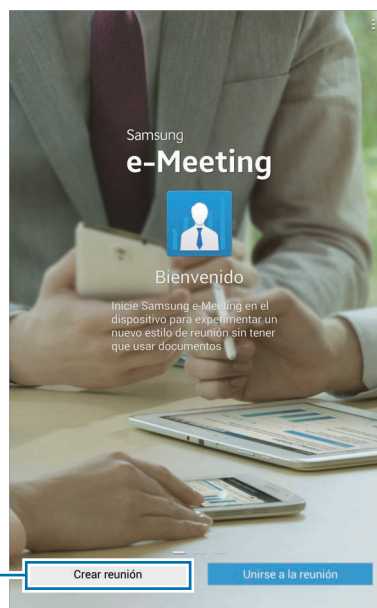 Samsung
e-Meeting
Bienvenido
Inicie Samsung e-Meeting en el
dispositivo para experimentar un
nuevo estilo de reunión sin tener
que usar documentos
Crear reunión
Unirse a la reunión